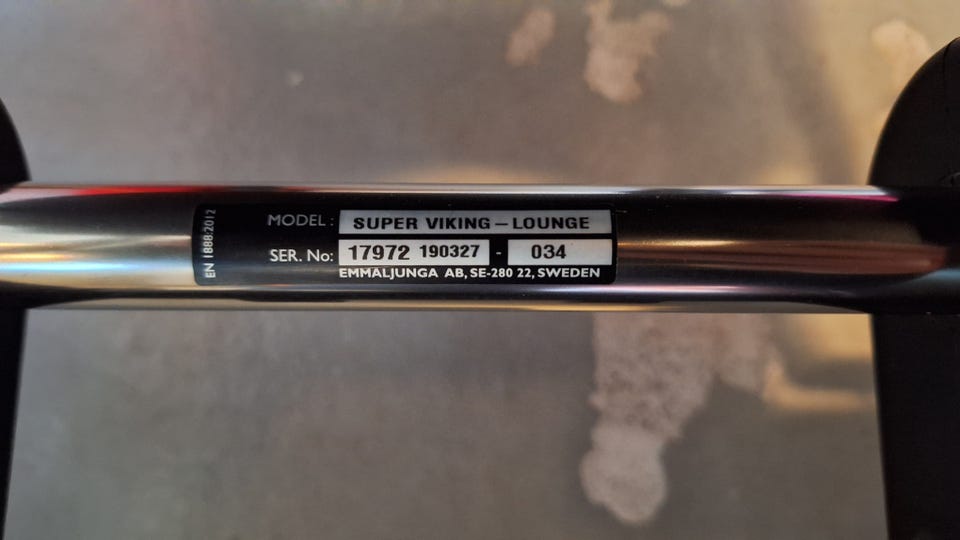 MODEL: SUPER VIKING – LOUNGE
SER. No: 17972 190327 - 034
EMMALJUNGA AB, SE-280 22, SWEDEN
EN 1888:2012